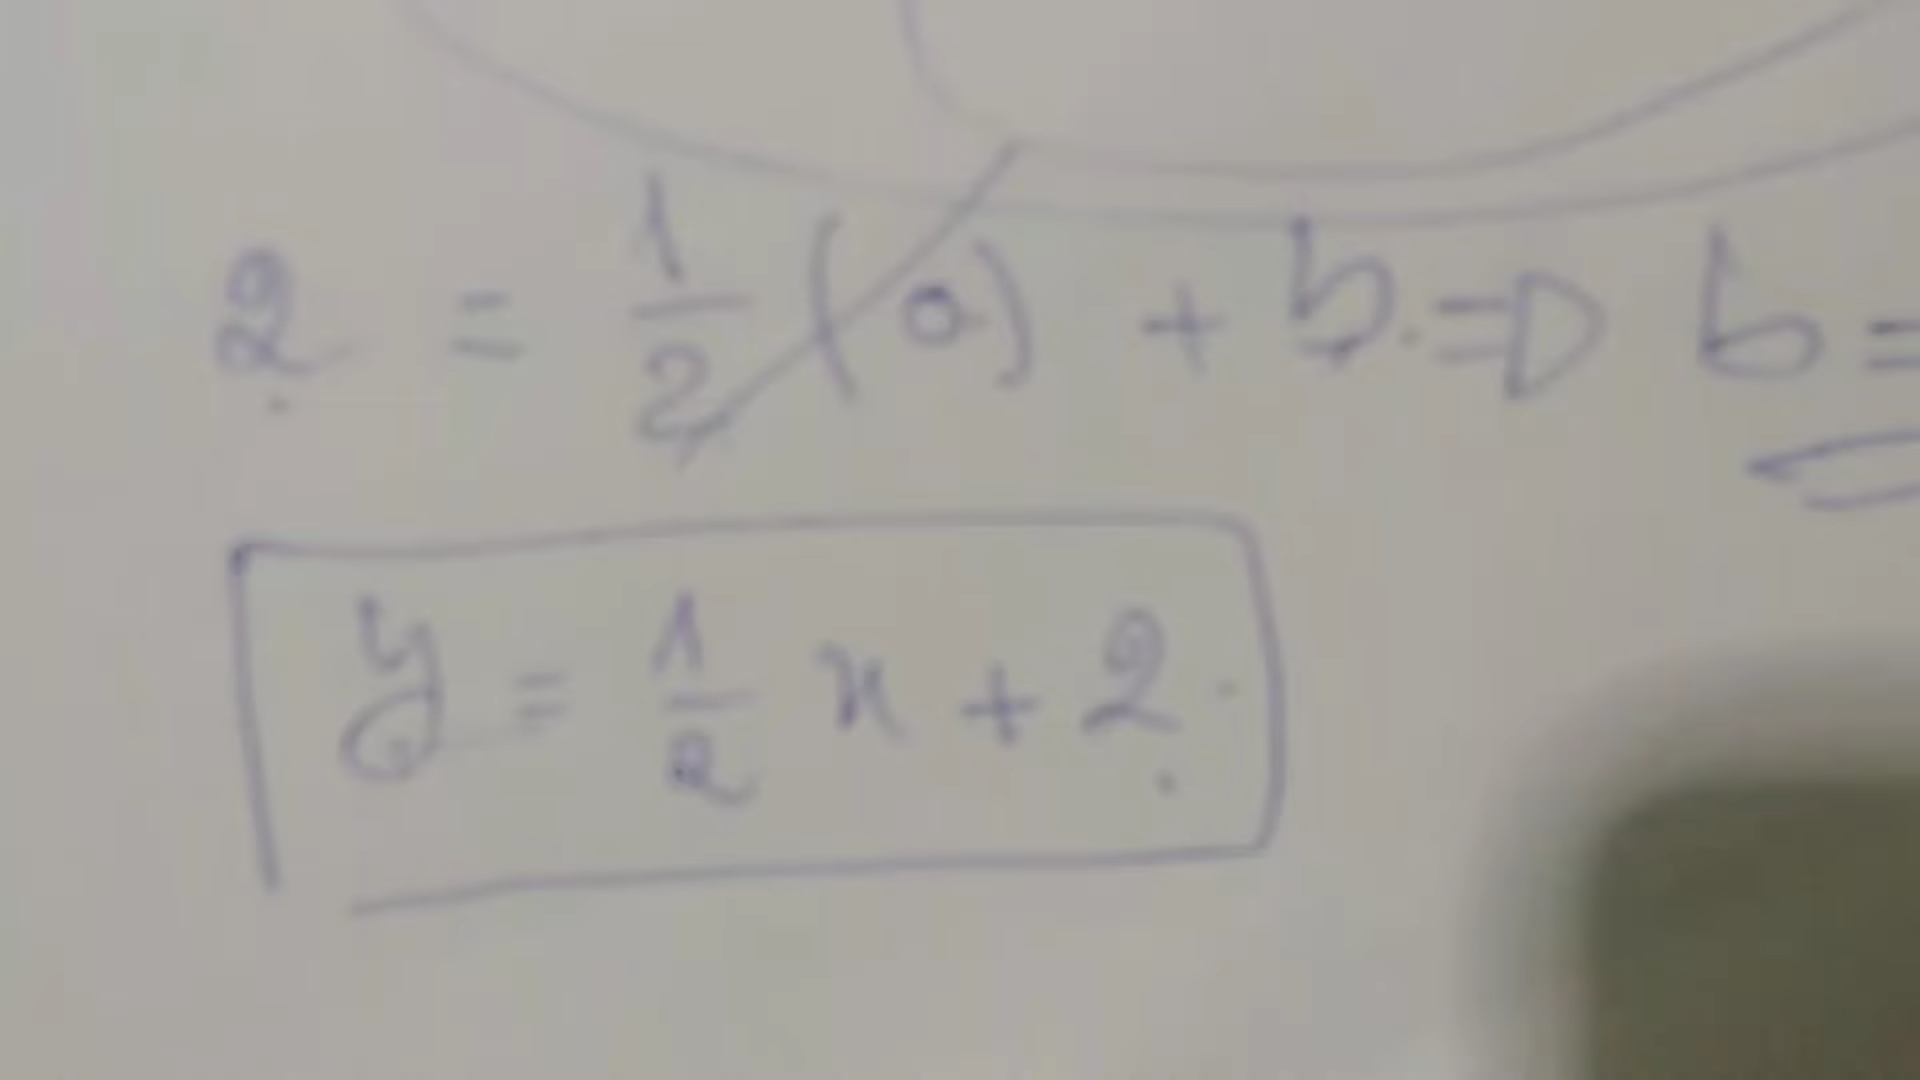 2 = 1/2 (0) + b. => b =
y = 1/2 x + 2.